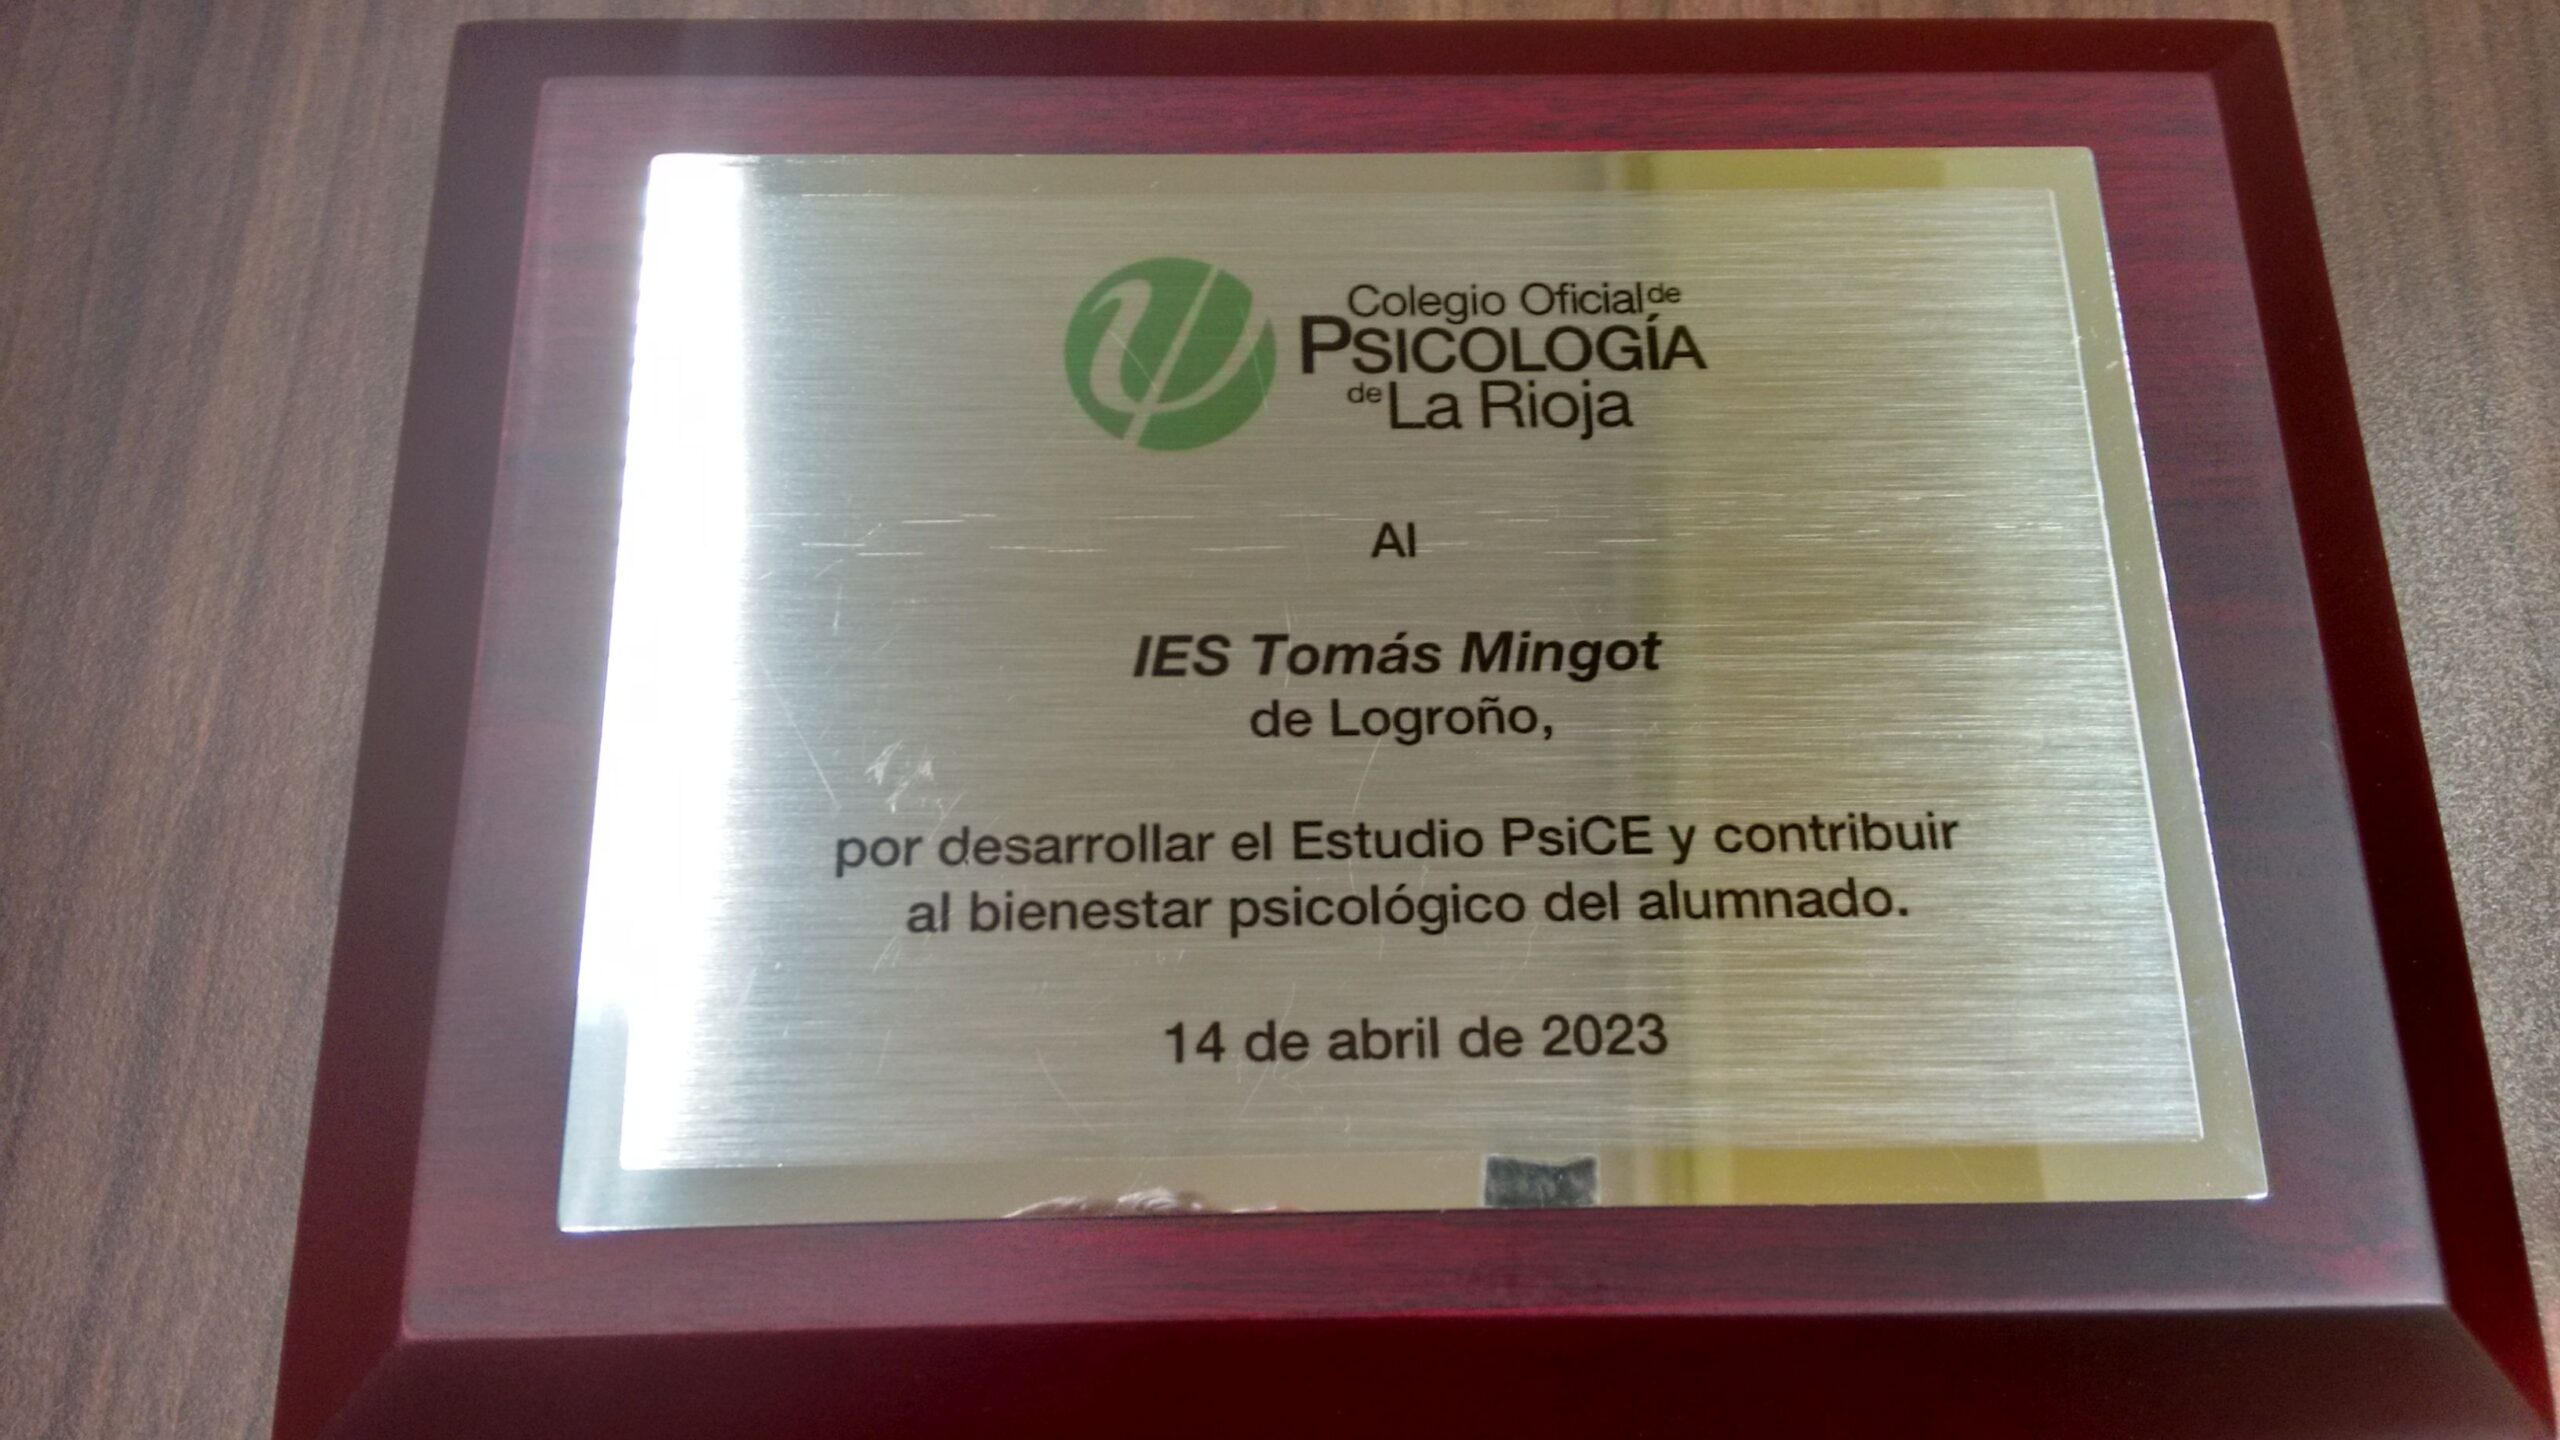 Colegio Oficial de
PSICOLOGÍA
de La Rioja
Al
IES Tomás Mingot
de Logroño,
por desarrollar el Estudio PsiCE y contribuir
al bienestar psicológico del alumnado.
14 de abril de 2023